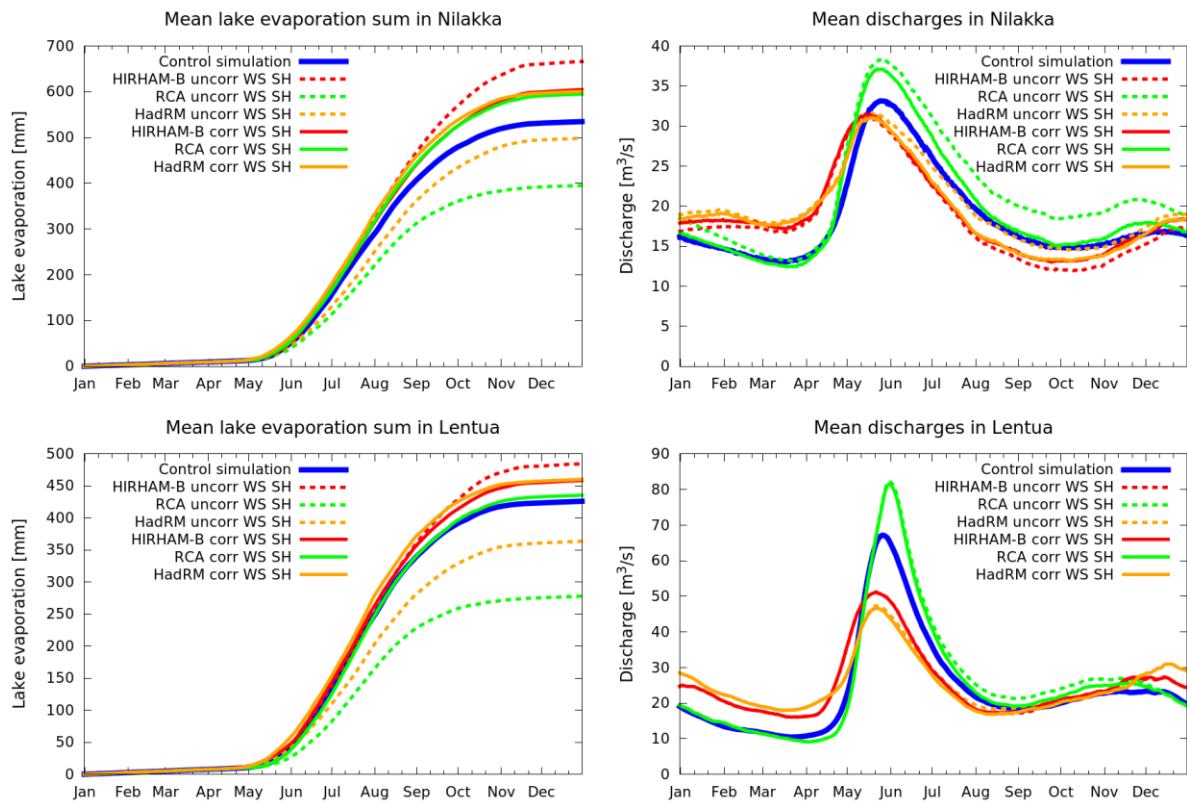 Mean lake evaporation sum in Nilakka
Lake evaporation [mm]
700
600
500
400
300
200
100
0
Control simulation
HIRHAM-B uncorr WS SH
RCA uncorr WS SH
HadRM uncorr WS SH
HIRHAM-B corr WS SH
RCA corr WS SH
HadRM corr WS SH
Jan Feb Mar Apr May Jun Jul Aug Sep Oct Nov Dec
Mean discharges in Nilakka
Discharge [m³/s]
40
35
30
25
20
15
10
5
0
Control simulation
HIRHAM-B uncorr WS SH
RCA uncorr WS SH
HadRM uncorr WS SH
HIRHAM-B corr WS SH
RCA corr WS SH
HadRM corr WS SH
Jan Feb Mar Apr May Jun Jul Aug Sep Oct Nov Dec
Mean lake evaporation sum in Lentua
Lake evaporation [mm]
500
450
400
350
300
250
200
150
100
50
0
Control simulation
HIRHAM-B uncorr WS SH
RCA uncorr WS SH
HadRM uncorr WS SH
HIRHAM-B corr WS SH
RCA corr WS SH
HadRM corr WS SH
Jan Feb Mar Apr May Jun Jul Aug Sep Oct Nov Dec
Mean discharges in Lentua
Discharge [m³/s]
90
80
70
60
50
40
30
20
10
0
Control simulation
HIRHAM-B uncorr WS SH
RCA uncorr WS SH
HadRM uncorr WS SH
HIRHAM-B corr WS SH
RCA corr WS SH
HadRM corr WS SH
Jan Feb Mar Apr May Jun Jul Aug Sep Oct Nov Dec